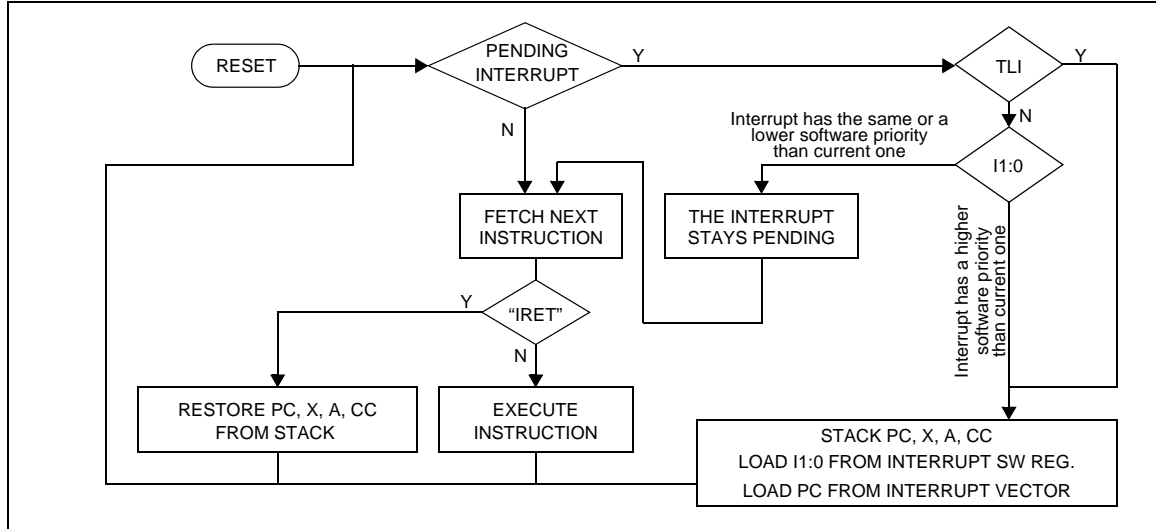 RESET
PENDING
INTERRUPT
Y
TLI
Y
N
N
Interrupt has the same or a
lower software priority
than current one
I1:0
FETCH NEXT
INSTRUCTION
THE INTERRUPT
STAYS PENDING
Interrupt has a higher
software priority
than current one
Y
“IRET”
N
RESTORE PC, X, A, CC
FROM STACK
EXECUTE
INSTRUCTION
STACK PC, X, A, CC
LOAD I1:0 FROM INTERRUPT SW REG.
LOAD PC FROM INTERRUPT VECTOR